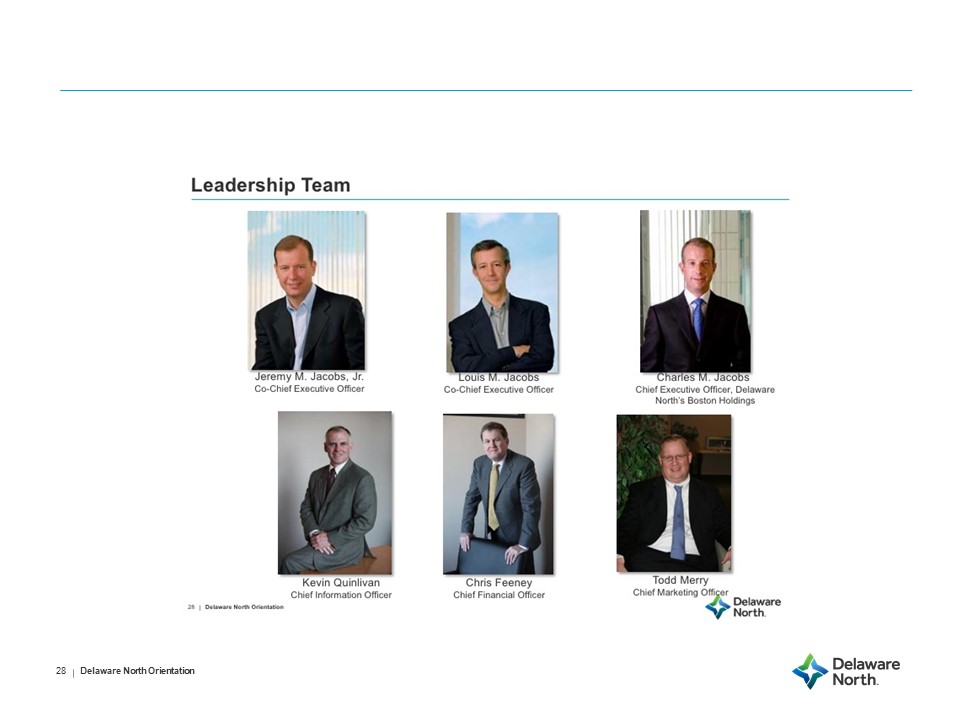 Leadership Team
Jeremy M. Jacobs, Jr.
Co-Chief Executive Officer
Louis M. Jacobs
Co-Chief Executive Officer
Charles M. Jacobs
Chief Executive Officer, Delaware
North's Boston Holdings
Kevin Quinlivan
Chief Information Officer
Chris Feeney
Chief Financial Officer
Todd Merry
Chief Marketing Officer
28 | Delaware North Orientation
Delaware
North.
28 | Delaware North Orientation
Delaware
North.